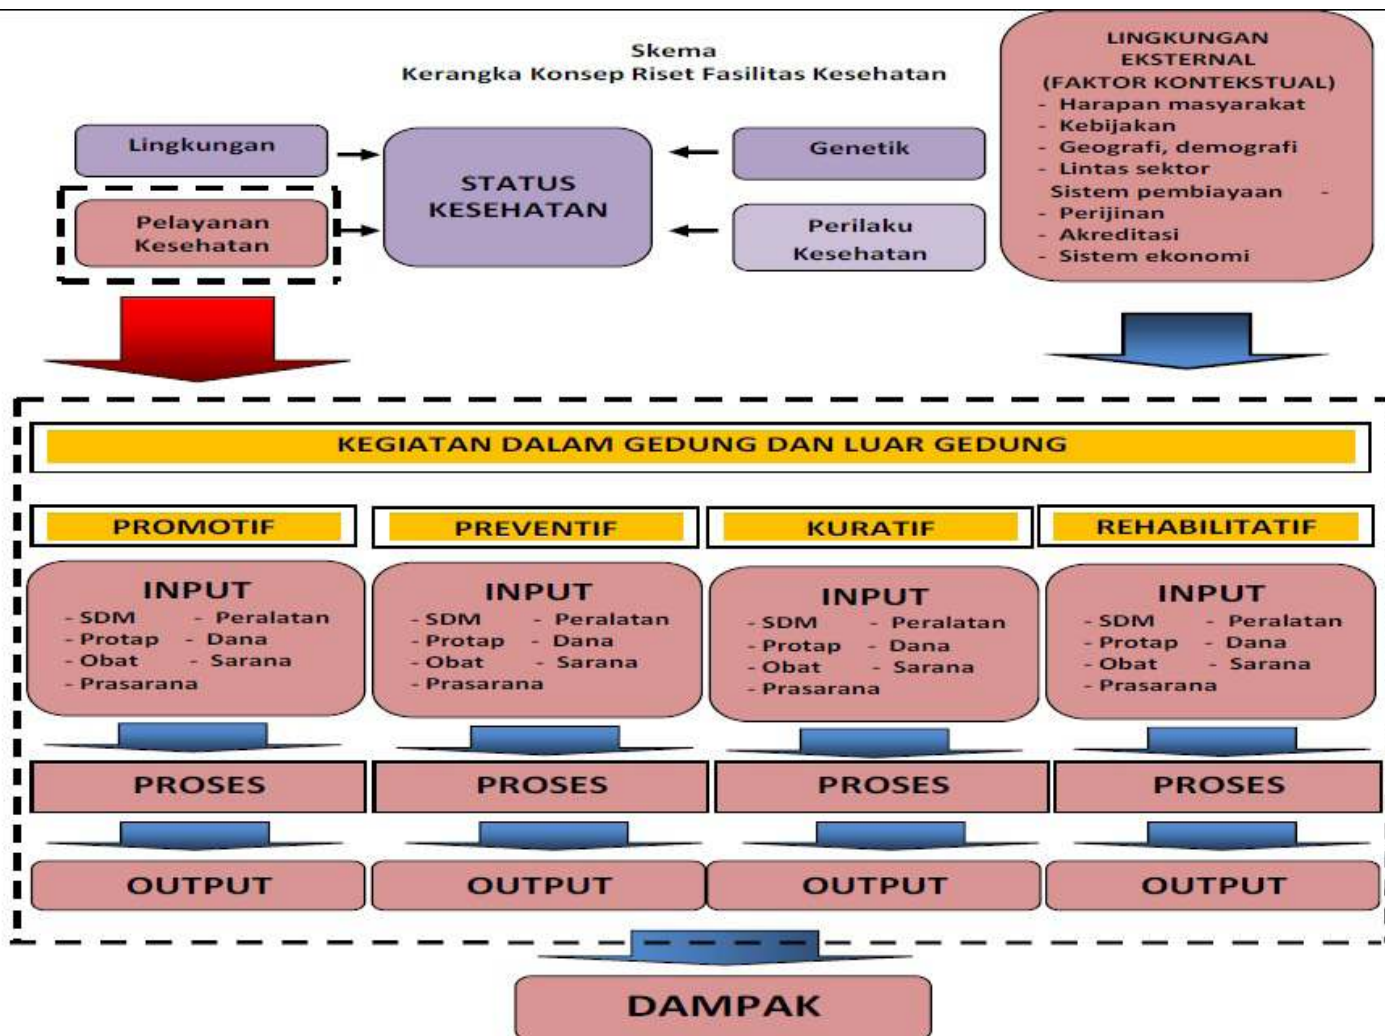 Skema
Kerangka Konsep Riset Fasilitas Kesehatan
LINGKUNGAN
EKSTERNAL
(FAKTOR KONTEKSTUAL)
- Harapan masyarakat
- Kebijakan
- Geografi, demografi
- Lintas sektor
Sistem pembiayaan -
- Perijinan
- Akreditasi
- Sistem ekonomi
Lingkungan
Pelayanan
Kesehatan
STATUS
KESEHATAN
Genetik
Perilaku
Kesehatan
KEGIATAN DALAM GEDUNG DAN LUAR GEDUNG
PROMOTIF
PREVENTIF
KURATIF
REHABILITATIF
INPUT
- SDM - Peralatan
- Protap - Dana
- Obat - Sarana
- Prasarana
INPUT
- SDM - Peralatan
- Protap - Dana
- Obat - Sarana
- Prasarana
INPUT
- SDM - Peralatan
- Protap - Dana
- Obat - Sarana
- Prasarana
INPUT
- SDM - Peralatan
- Protap - Dana
- Obat - Sarana
- Prasarana
PROSES
PROSES
PROSES
PROSES
OUTPUT
OUTPUT
OUTPUT
OUTPUT
DAMPAK